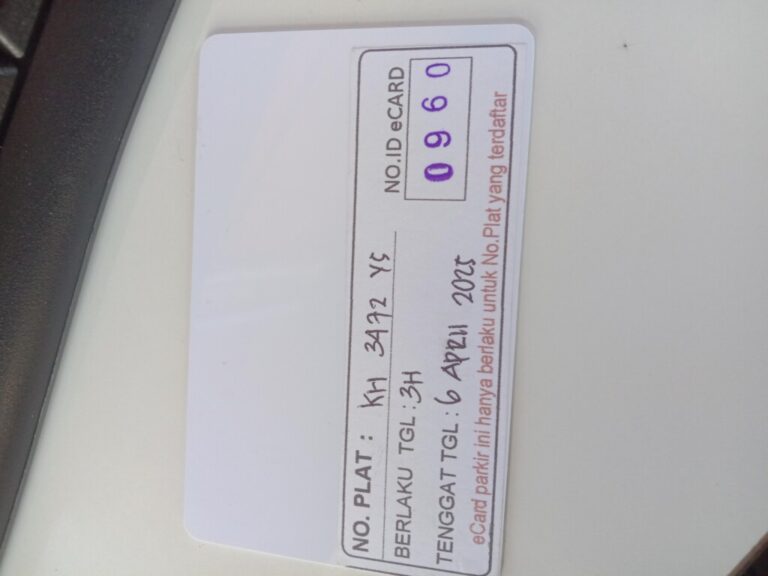 NO. PLAT : KH 3472 YS
NO.ID eCARD
0960
BERLAKU TGL : 3H
TENGGAT TGL : 6 APRIL 2025
eCard parkir ini hanya berlaku untuk No.Plat yang terdaftar